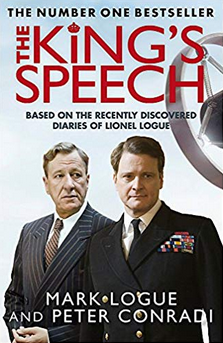 THE NUMBER ONE BESTSELLER
THE KING'S
SPEECH
BASED ON THE RECENTLY DISCOVERED
DIARIES OF LIONEL LOGUE
MARK LOGUE
AND PETER CONRADI